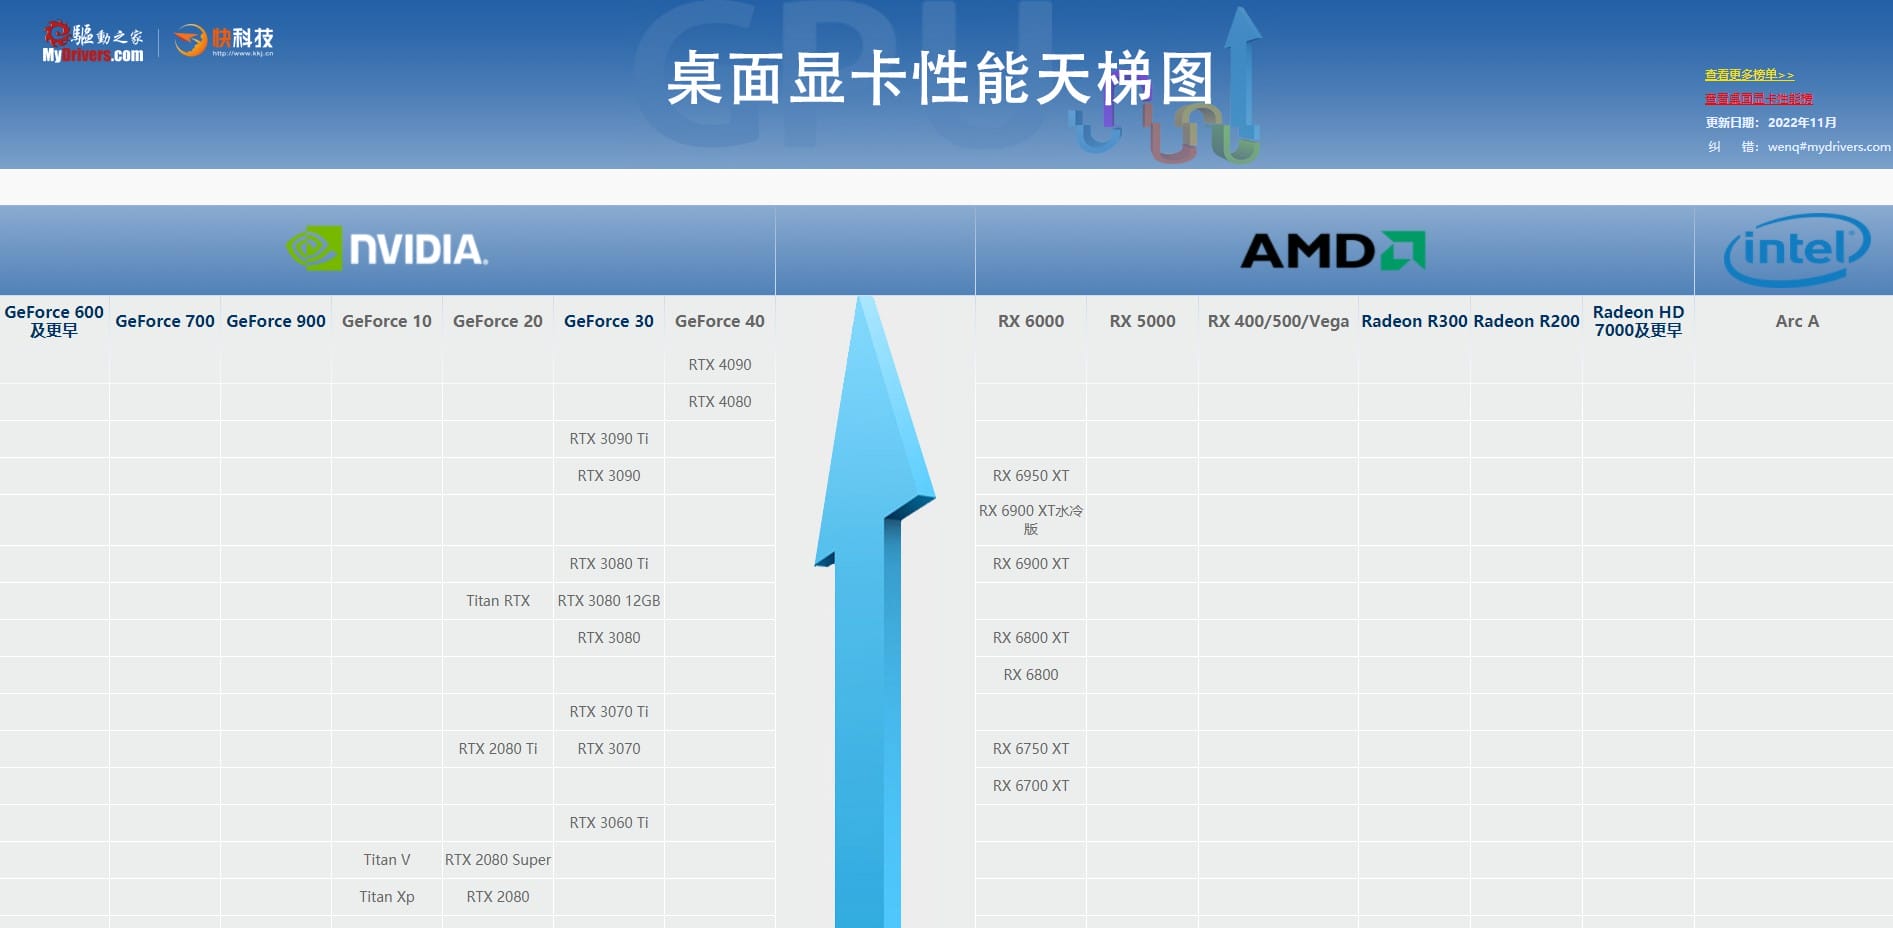 驅動之家
MyDrivers.com
快科技
http://www.kkj.cn
GPU
桌面显卡性能天梯图
查看更多榜单>>
查看桌面显卡性能榜
更新日期： 2022年11月
纠 错： wenq#mydrivers.com
NVIDIA.
AMD
intel
GeForce 600
及更早
GeForce 700
GeForce 900
GeForce 10
GeForce 20
GeForce 30
GeForce 40
RX 6000
RX 5000
RX 400/500/Vega
Radeon R300
Radeon R200
Radeon HD
7000及更早
Arc A
RTX 4090
RTX 4080
RTX 3090 Ti
RTX 3090
RX 6950 XT
RX 6900 XT水冷
版
RTX 3080 Ti
RX 6900 XT
Titan RTX
RTX 3080 12GB
RTX 3080
RX 6800 XT
RX 6800
RTX 3070 Ti
RTX 2080 Ti
RTX 3070
RX 6750 XT
RX 6700 XT
RTX 3060 Ti
Titan V
RTX 2080 Super
Titan Xp
RTX 2080